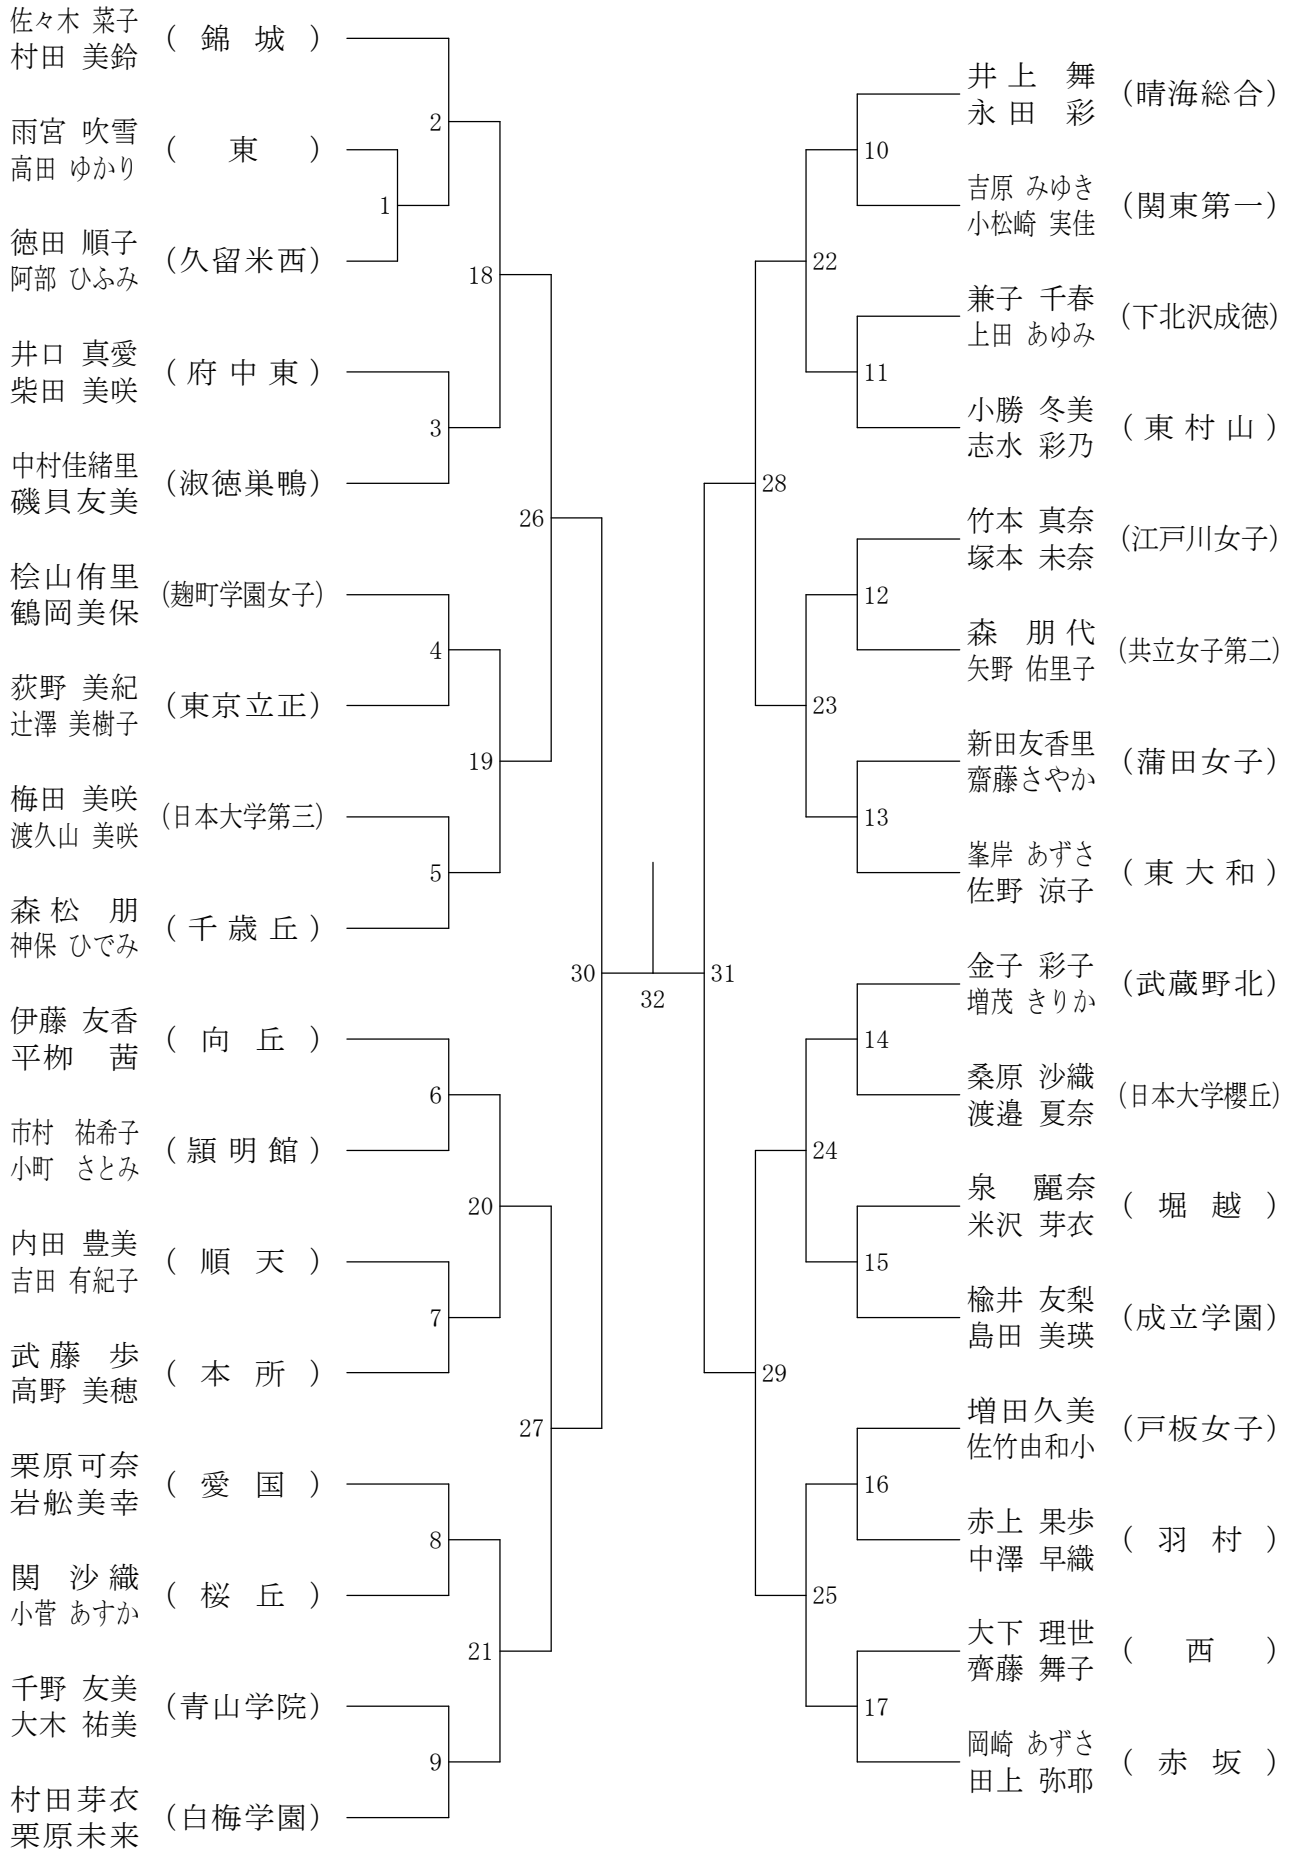 佐々木 菜子
村田 美鈴
( 錦 城 )
雨宮 吹雪
高田 ゆかり
( 東 )
徳田 順子
阿部 ひふみ
(久留米西)
井口 真愛
柴田 美咲
( 府 中 東 )
中村佳緒里
磯貝友美
(淑徳巣鴨)
桧山侑里
鶴岡美保
(麹町学園女子)
荻野 美紀
辻澤 美樹子
(東京立正)
梅田 美咲
渡久山 美咲
(日本大学第三)
森松 朋
神保 ひでみ
( 千 歳 丘 )
伊藤 友香
平栁 茜
( 向 丘 )
市村 祐希子
小町 さとみ
( 頴 明 館 )
内田 豊美
吉田 有紀子
( 順 天 )
武藤 歩
高野 美穂
( 本 所 )
栗原可奈
岩舩美幸
( 愛 国 )
関 沙織
小菅 あすか
( 桜 丘 )
千野 友美
大木 祐美
(青山学院)
村田芽衣
栗原未来
(白梅学園)
1
2
3
4
5
6
7
8
9
18
19
20
21
26
27
30
32
31
28
29
22
23
24
25
10
11
12
13
14
15
16
17
井上 舞
永田 彩
(晴海総合)
吉原 みゆき
小松崎 実佳
(関東第一)
兼子 千春
上田 あゆみ
(下北沢成徳)
小勝 冬美
志水 彩乃
( 東 村 山 )
竹本 真奈
塚本 未奈
(江戸川女子)
森 朋代
矢野 佑里子
(共立女子第二)
新田友香里
齋藤さやか
(蒲田女子)
峯岸 あずさ
佐野 涼子
( 東 大 和 )
金子 彩子
増茂 きりか
(武蔵野北)
桑原 沙織
渡邉 夏奈
(日本大学櫻丘)
泉 麗奈
米沢 芽衣
( 堀 越 )
楡井 友梨
島田 美瑛
(成立学園)
増田久美
佐竹由和小
(戸板女子)
赤上 果歩
中澤 早織
( 羽 村 )
大下 理世
齊藤 舞子
( 西 )
岡崎 あずさ
田上 弥耶
( 赤 坂 )